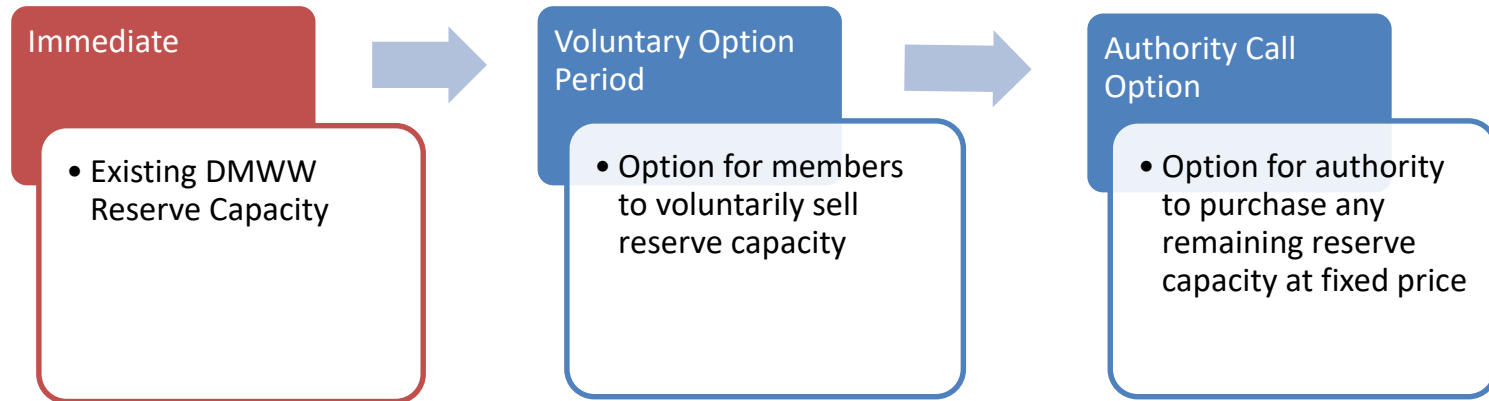 Immediate
• Existing DMWW
Reserve Capacity
Voluntary Option
Period
• Option for members
to voluntarily sell
reserve capacity
Authority Call
Option
• Option for authority
to purchase any
remaining reserve
capacity at fixed price